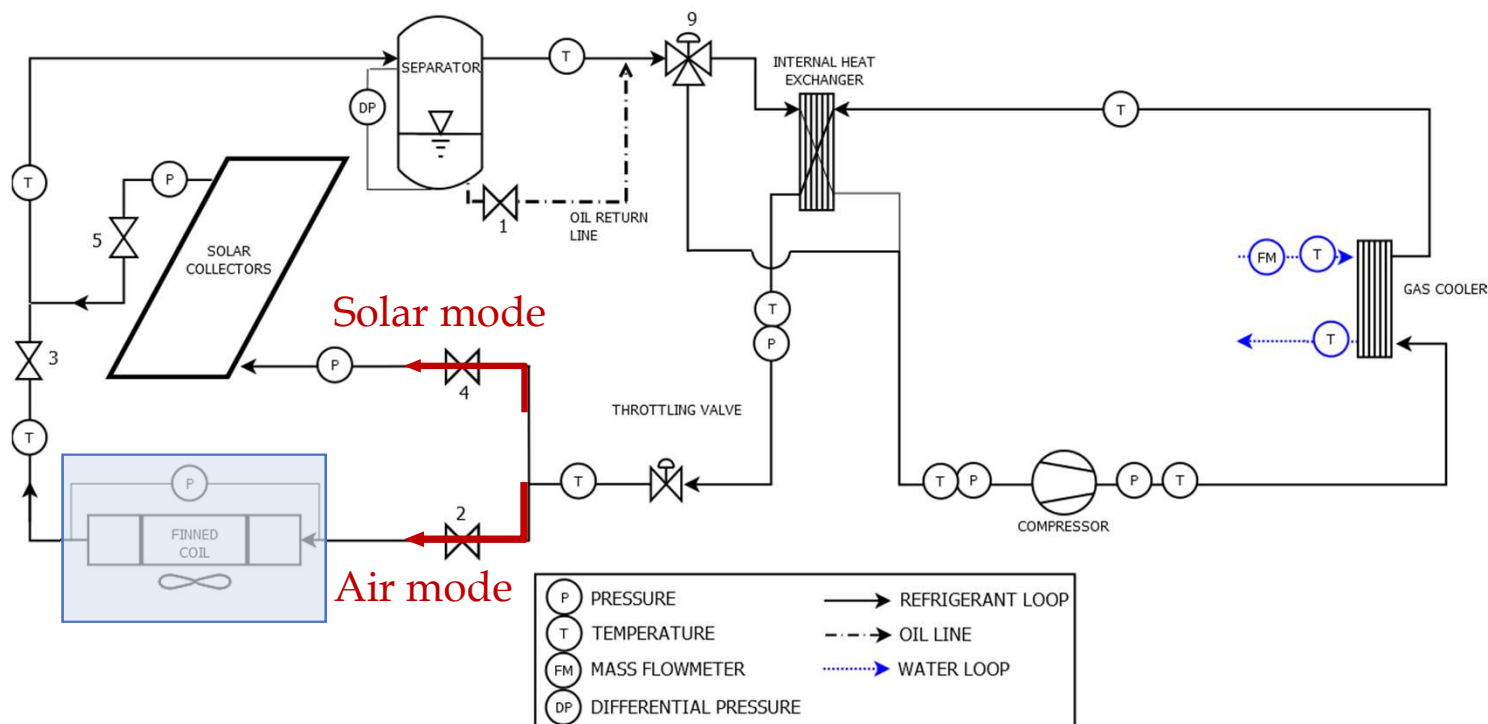 9
SEPARATOR
T
INTERNAL HEAT
EXCHANGER
DP
T
T
P
5
1
OIL RETURN
LINE
SOLAR
COLLECTORS
FM
T
GAS COOLER
T
Solar mode
T
P
3
P
4
THROTTLING VALVE
T
T
T
P
P
T
COMPRESSOR
P
2
FINNED
COIL
Air mode
P PRESSURE
REFRIGERANT LOOP
T TEMPERATURE
OIL LINE
FM MASS FLOWMETER
WATER LOOP
DP DIFFERENTIAL PRESSURE